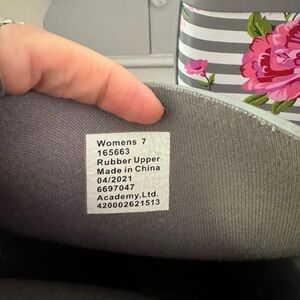 Womens 7
165663
Rubber Upper
Made in China
04/2021
6697047
Academy,Ltd.
420002621513